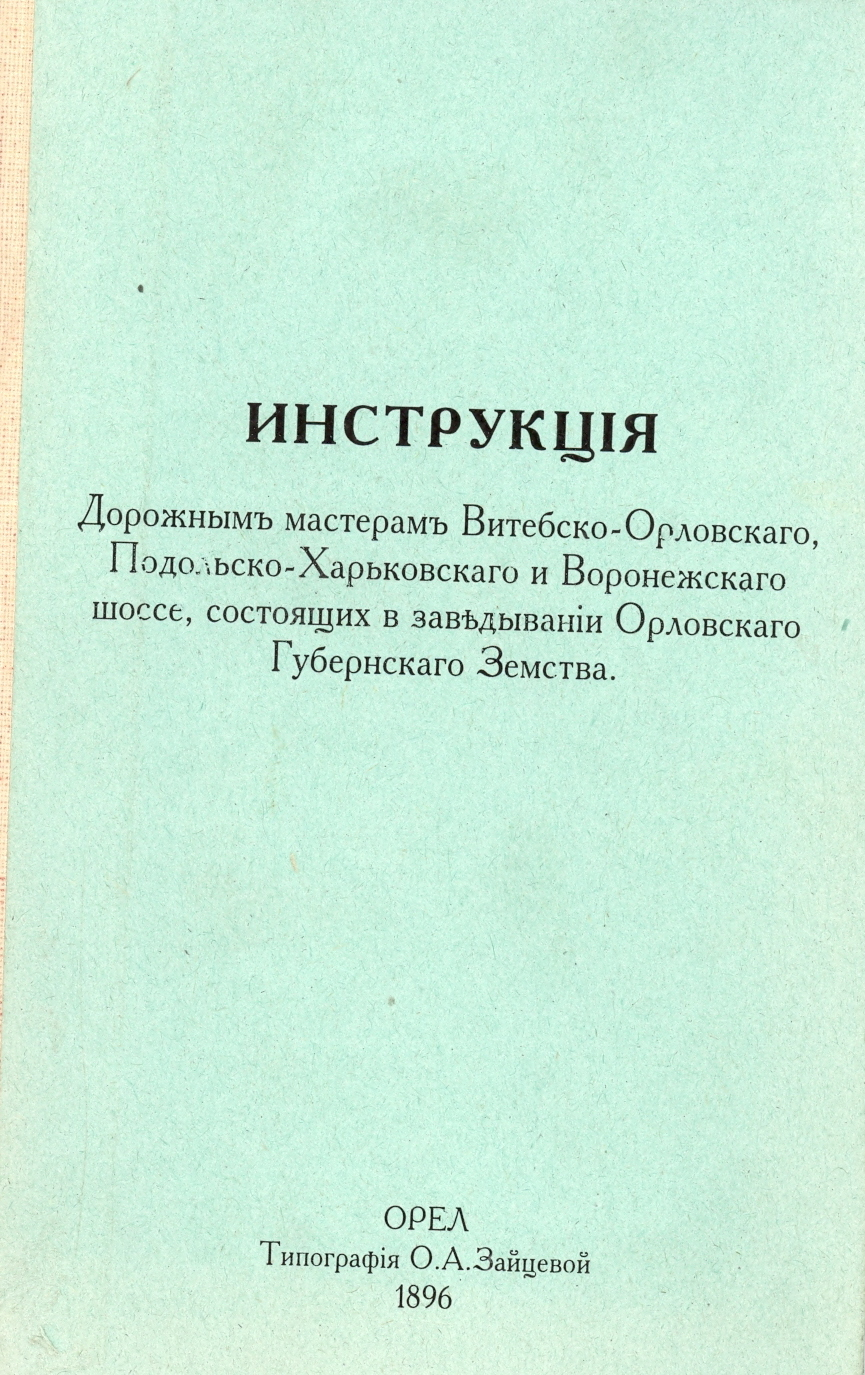 ИНСТРУКЦІЯ
Дорожнымъ мастерамъ Витебско-Орловскаго,
Подольско-Харьковскаго и Воронежскаго
шоссе, состоящих в завѣдываніи Орловскаго
Губернскаго Земства.
ОРЕЛ
Типографія О.А.Зайцевой
1896